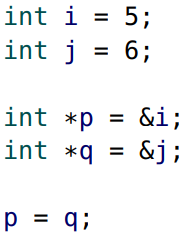 int i = 5;
int j = 6;

int *p = &i;
int *q = &j;

p = q;